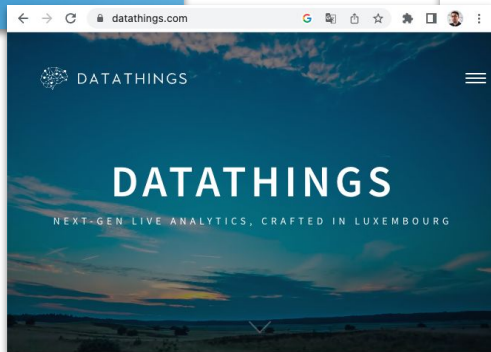 datathings.com
DATATHINGS
DATATHINGS
NEXT-GEN LIVE ANALYTICS, CRAFTED IN LUXEMBOURG